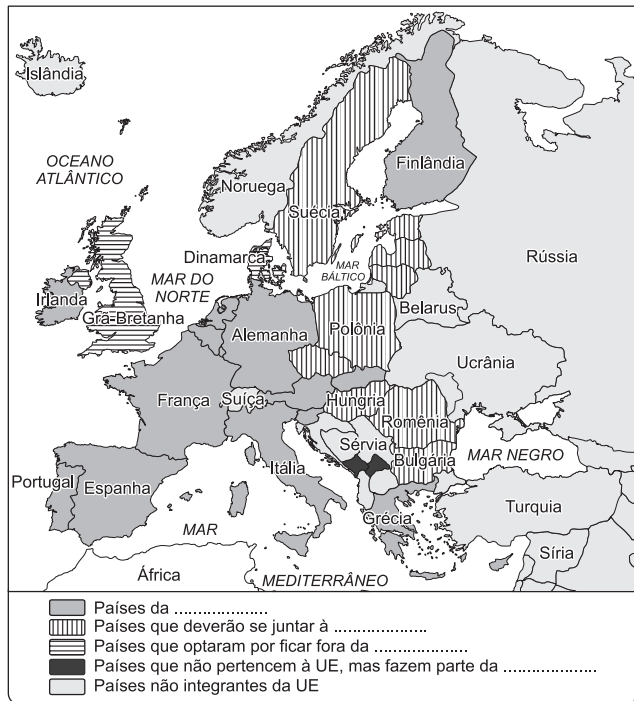 Islândia
OCEANO
ATLÂNTICO
Noruega
Finlândia
Suécia
Rússia
Dinamarca
MAR
BÁLTICO
MAR DO
NORTE
Irlanda
Grã-Bretanha
Belarus
Alemanha
Polônia
Ucrânia
França
Suíça
Hungria
Romênia
Sérvia
Itália
Bulgária
MAR NEGRO
Portugal
Espanha
Grécia
Turquia
MAR
Síria
África
MEDITERRÂNEO
Países da .....................
Países que deverão se juntar à .....................
Países que optaram por ficar fora da .....................
Países que não pertencem à UE, mas fazem parte da .....................
Países não integrantes da UE